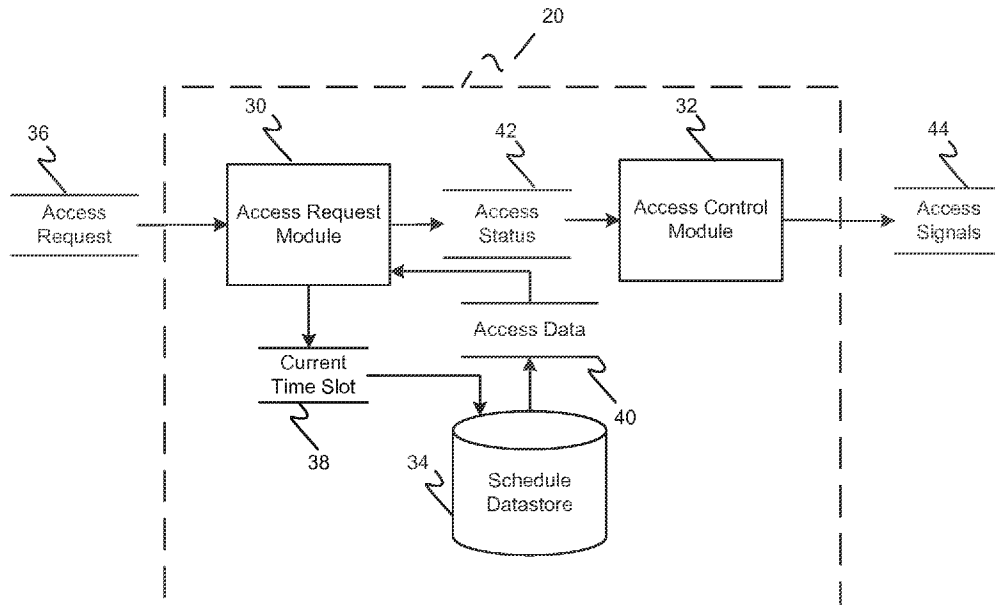 20
36
30
42
32
44
Access
Request
Access Request
Module
Access
Status
Access Control
Module
Access
Signals
Current
Time Slot
Access Data
38
40
34
Schedule
Datastore